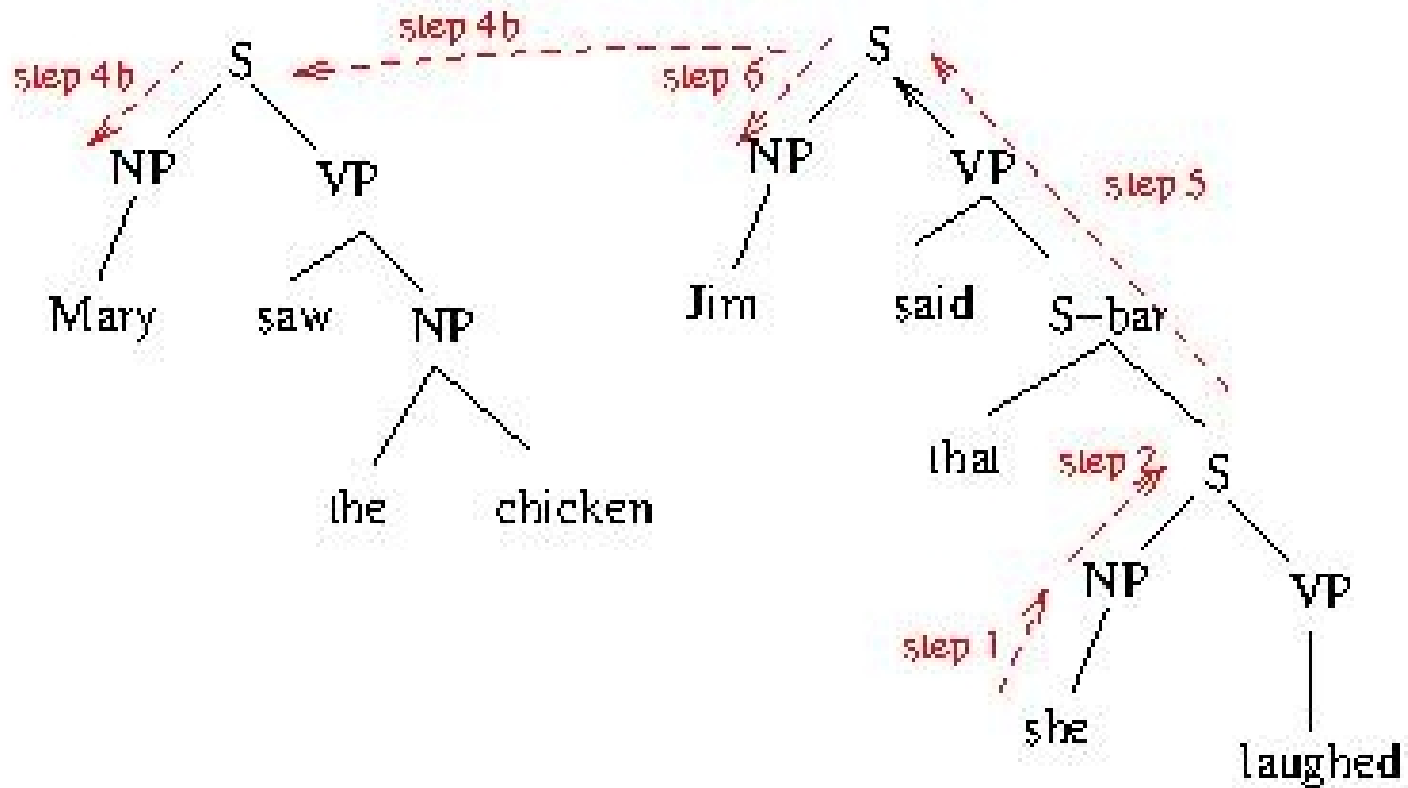 step 4b S step 4b step 6 S
NP VP NP VP step 5
Mary saw NP Jim said S-bar
the chicken that step 2 S
NP VP
step 1
she laughed